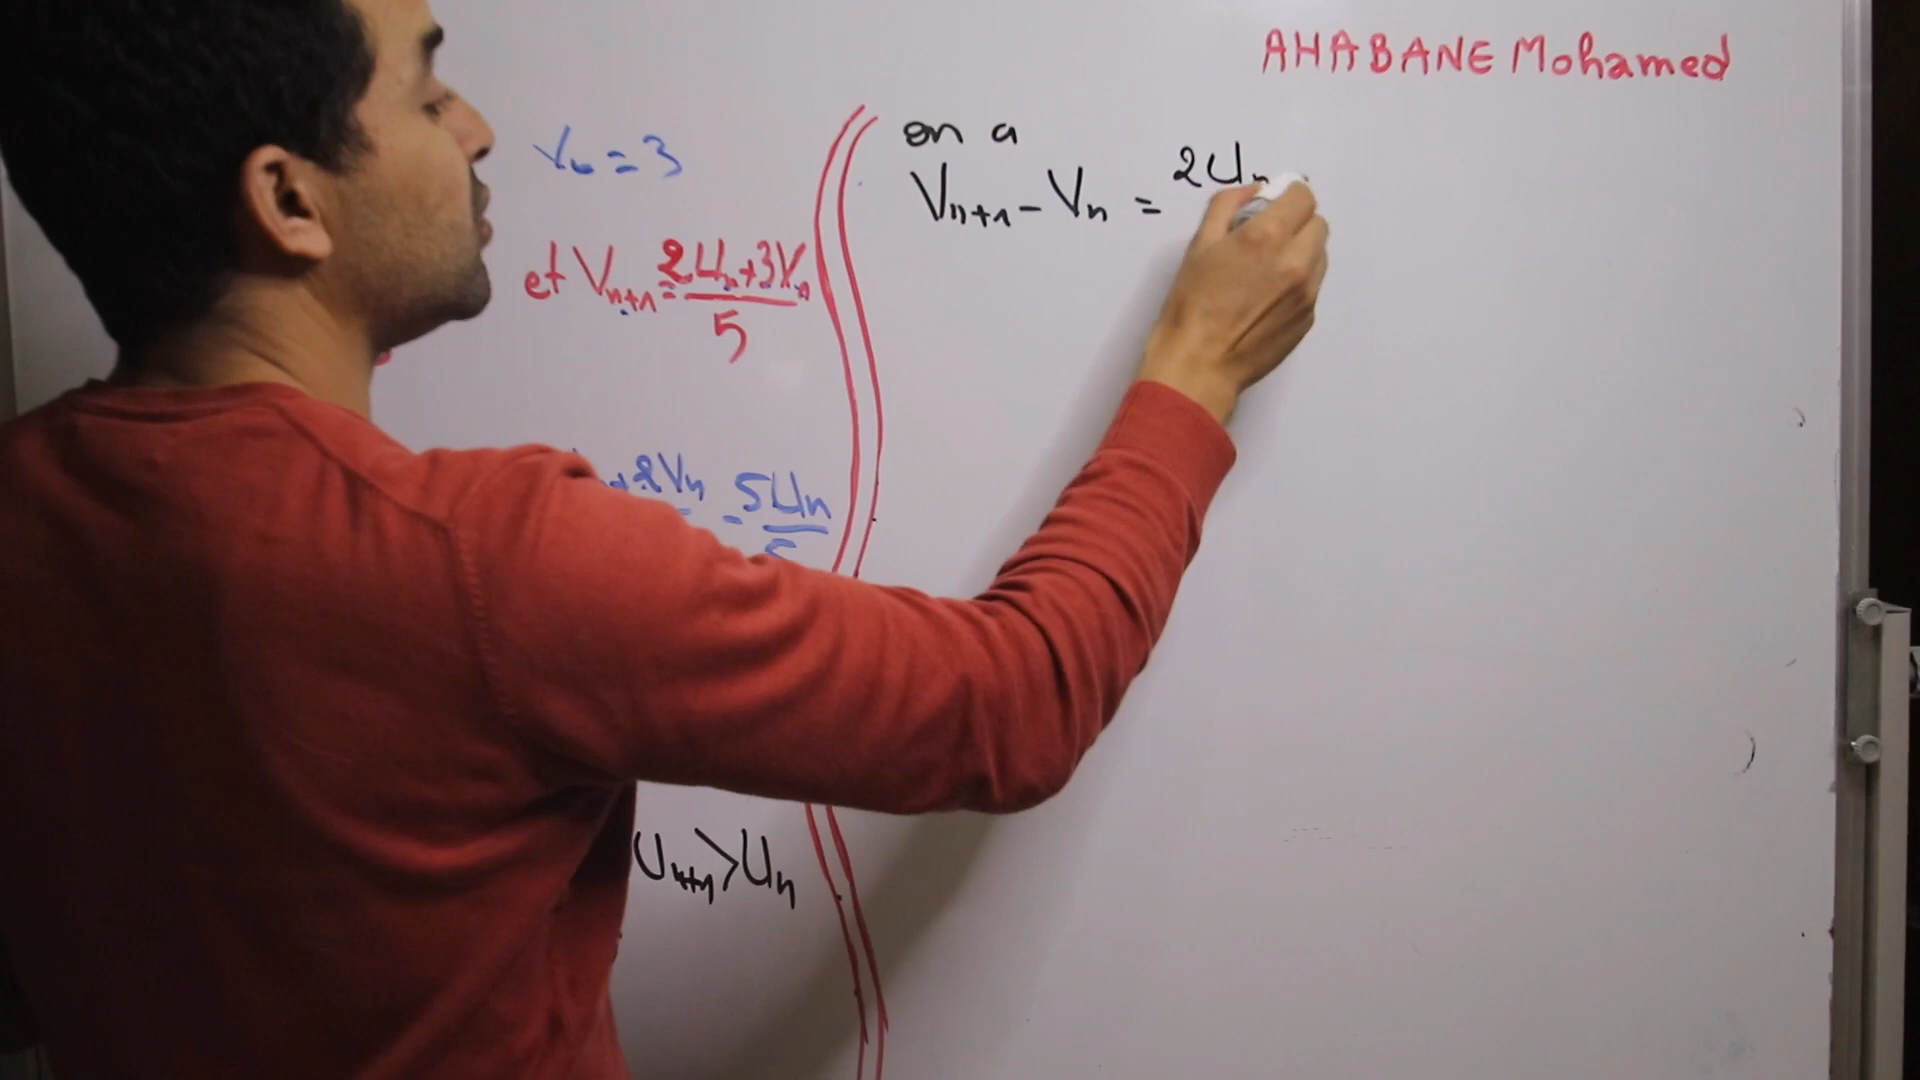 AHABANE Mohamed
V₀ = 3
et Vₙ₊₁ = (2Uₙ + 3Vₙ)/5
+ 2Vₙ - 5Uₙ
Uₙ₊₁ > Uₙ
on a
Vₙ₊₁ - Vₙ = 2Uₙ